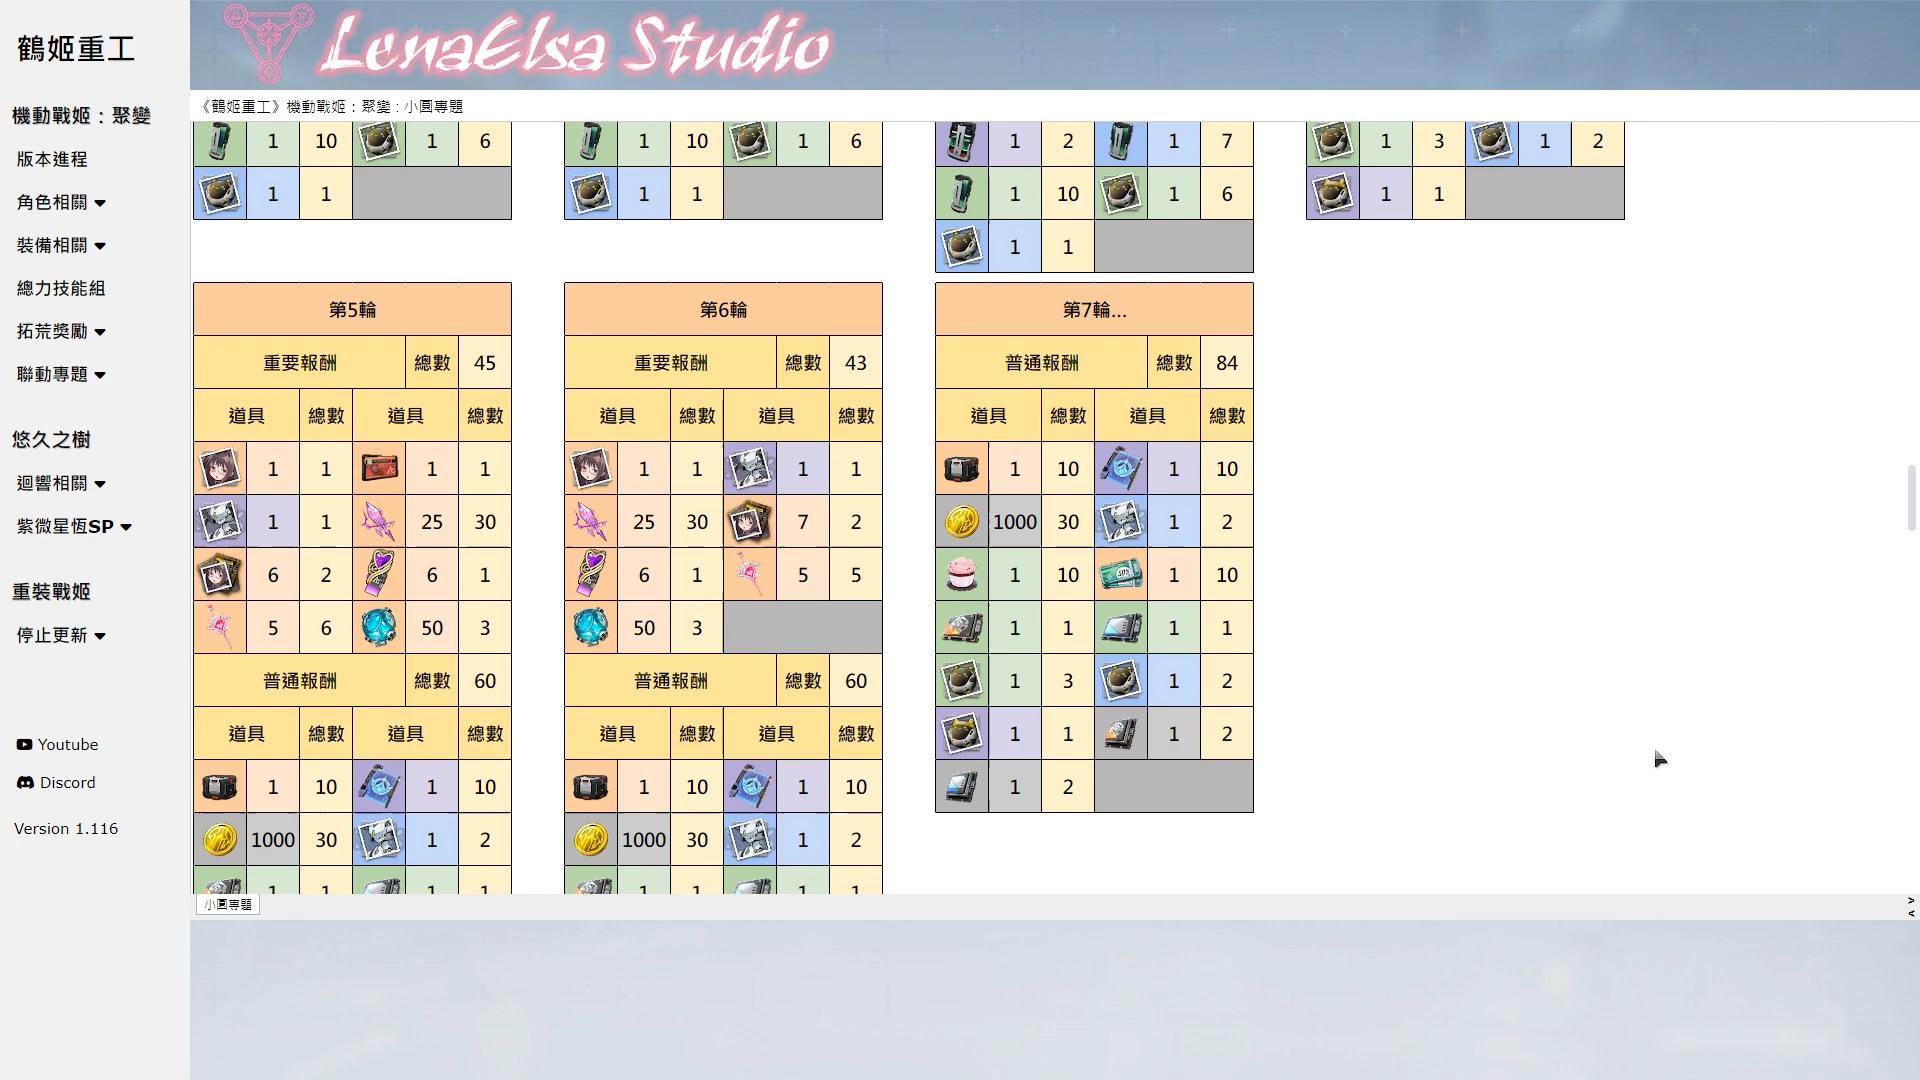 鶴姬重工
LenaElsa Studio
《鶴姬重工》機動戰姬：聚變 : 小圓專題
機動戰姬：聚變
版本進程
角色相關
裝備相關
總力技能組
拓荒獎勵
聯動專題
悠久之樹
迴響相關
紫微星恆SP
重裝戰姬
停止更新
Youtube
Discord
Version 1.116
1 10 1 6
1 1
1 10 1 6
1 1
1 2 1 7
1 10 1 6
1 1
1 3 1 2
1 1
第5輪
重要報酬 總數 45
道具 總數 道具 總數
1 1 1 1
1 1 25 30
6 2 6 1
5 6 50 3
普通報酬 總數 60
道具 總數 道具 總數
1 10 1 10
1000 30 1 2
1 1 1 1
第6輪
重要報酬 總數 43
道具 總數 道具 總數
1 1 1 1
25 30 7 2
6 1 5 5
50 3
普通報酬 總數 60
道具 總數 道具 總數
1 10 1 10
1000 30 1 2
1 1 1 1
第7輪...
普通報酬 總數 84
道具 總數 道具 總數
1 10 1 10
1000 30 1 2
1 10 1 10
1 1 1 1
1 3 1 2
1 1 1 2
1 2
小圓專題
>
<